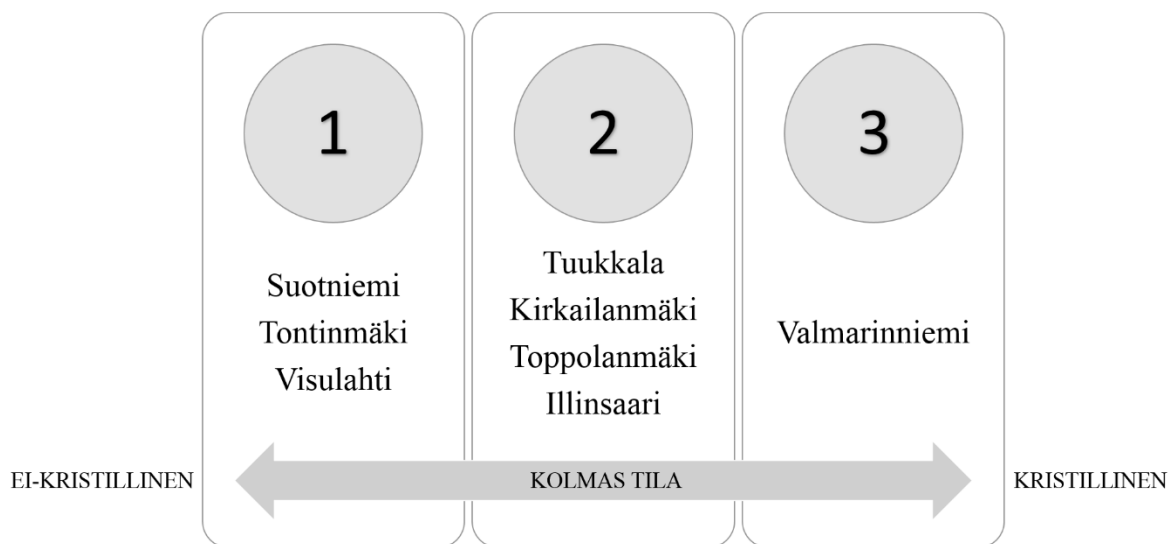 1
Suotniemi
Tontinmäki
Visulahti
2
Tuukkala
Kirkailanmäki
Toppolanmäki
Illinsaari
3
Valmarinniemi
EI-KRISTILLINEN
KOLMAS TILA
KRISTILLINEN